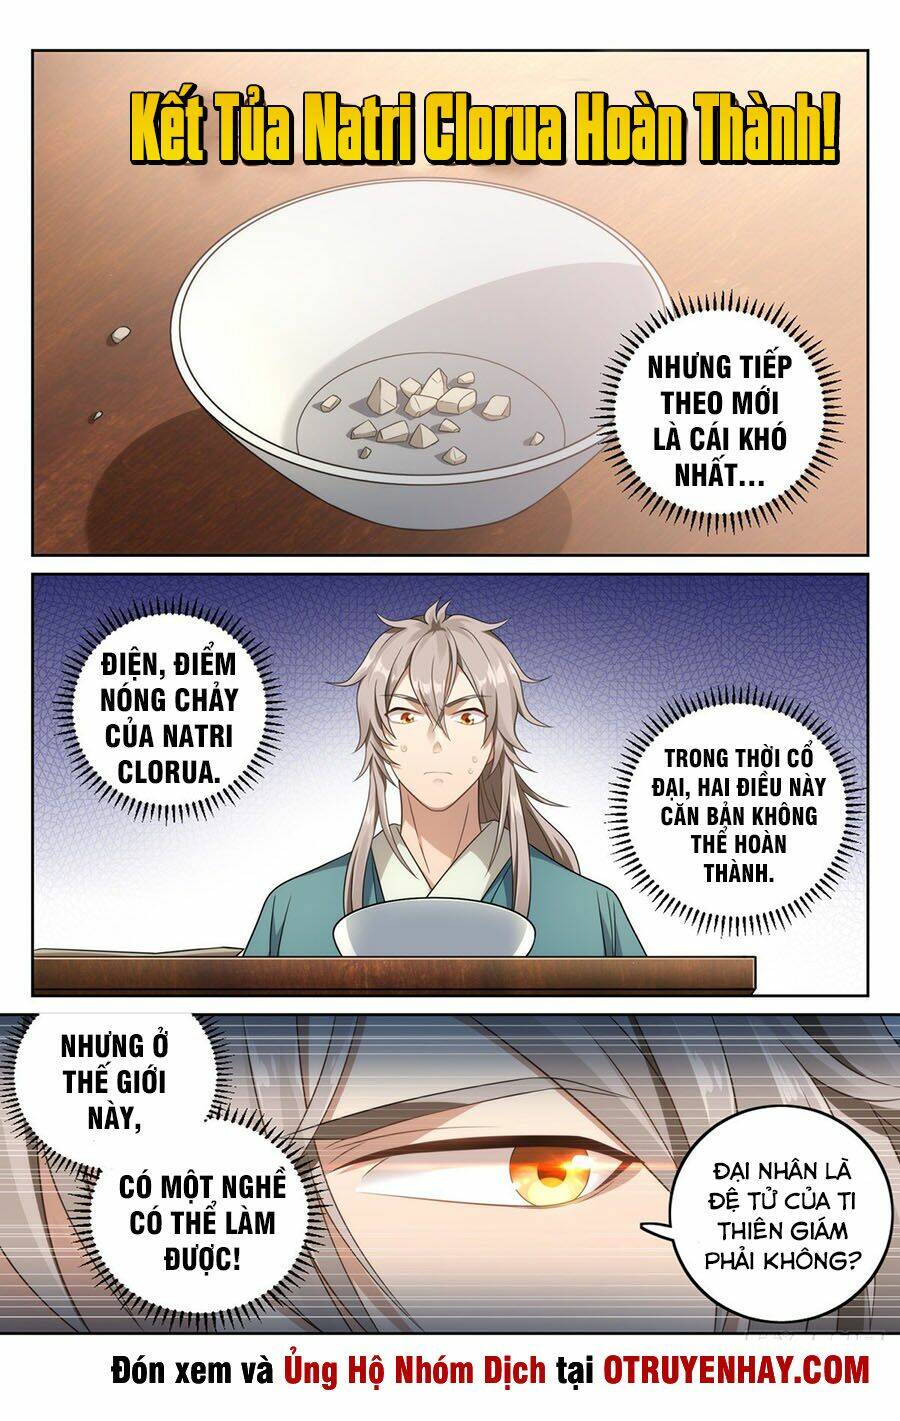 Kết Tủa Natri Clorua Hoàn Thành!
NHƯNG TIẾP
THEO MỚI
LÀ CÁI KHÓ
NHẤT...
ĐIỆN, ĐIỂM
NÓNG CHẢY
CỦA NATRI
CLORUA.
TRONG THỜI CỔ
ĐẠI, HAI ĐIỀU NÀY
CĂN BẢN KHÔNG
THỂ HOÀN
THÀNH.
NHƯNG Ở
THẾ GIỚI
NÀY,
CÓ MỘT NGHỀ
CÓ THỂ LÀM
ĐƯỢC!
ĐẠI NHÂN LÀ
ĐỆ TỬ CỦA TI
THIÊN GIÁM
PHẢI KHÔNG?
Đón xem và Ủng Hộ Nhóm Dịch tại OTRUYENHAY.COM